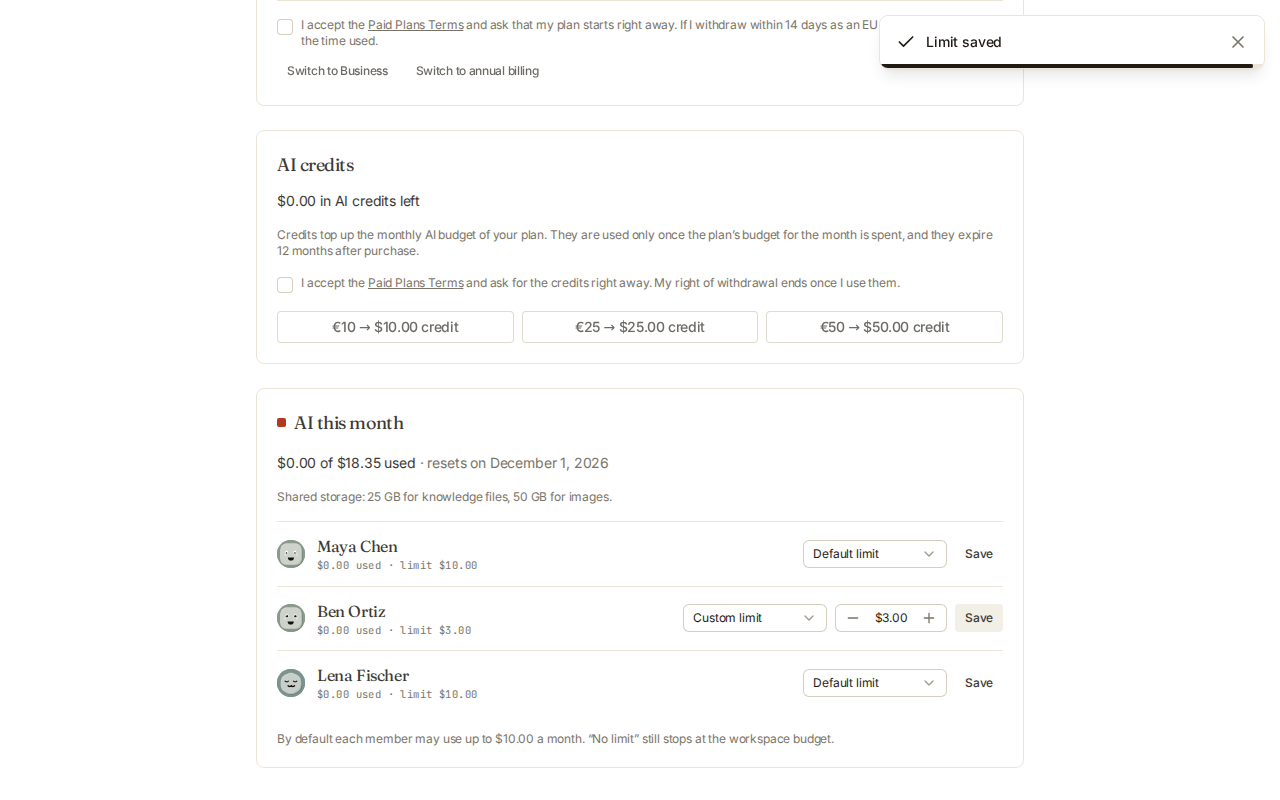 I accept the Paid Plans Terms and ask that my plan starts right away. If I withdraw within 14 days as an EU
the time used.
Limit saved
Switch to Business Switch to annual billing
AI credits
$0.00 in AI credits left
Credits top up the monthly AI budget of your plan. They are used only once the plan’s budget for the month is spent, and they expire
12 months after purchase.
I accept the Paid Plans Terms and ask for the credits right away. My right of withdrawal ends once I use them.
€10 → $10.00 credit €25 → $25.00 credit €50 → $50.00 credit
AI this month
$0.00 of $18.35 used · resets on December 1, 2026
Shared storage: 25 GB for knowledge files, 50 GB for images.
Maya Chen
$0.00 used · limit $10.00
Default limit Save
Ben Ortiz
$0.00 used · limit $3.00
Custom limit — $3.00 + Save
Lena Fischer
$0.00 used · limit $10.00
Default limit Save
By default each member may use up to $10.00 a month. “No limit” still stops at the workspace budget.